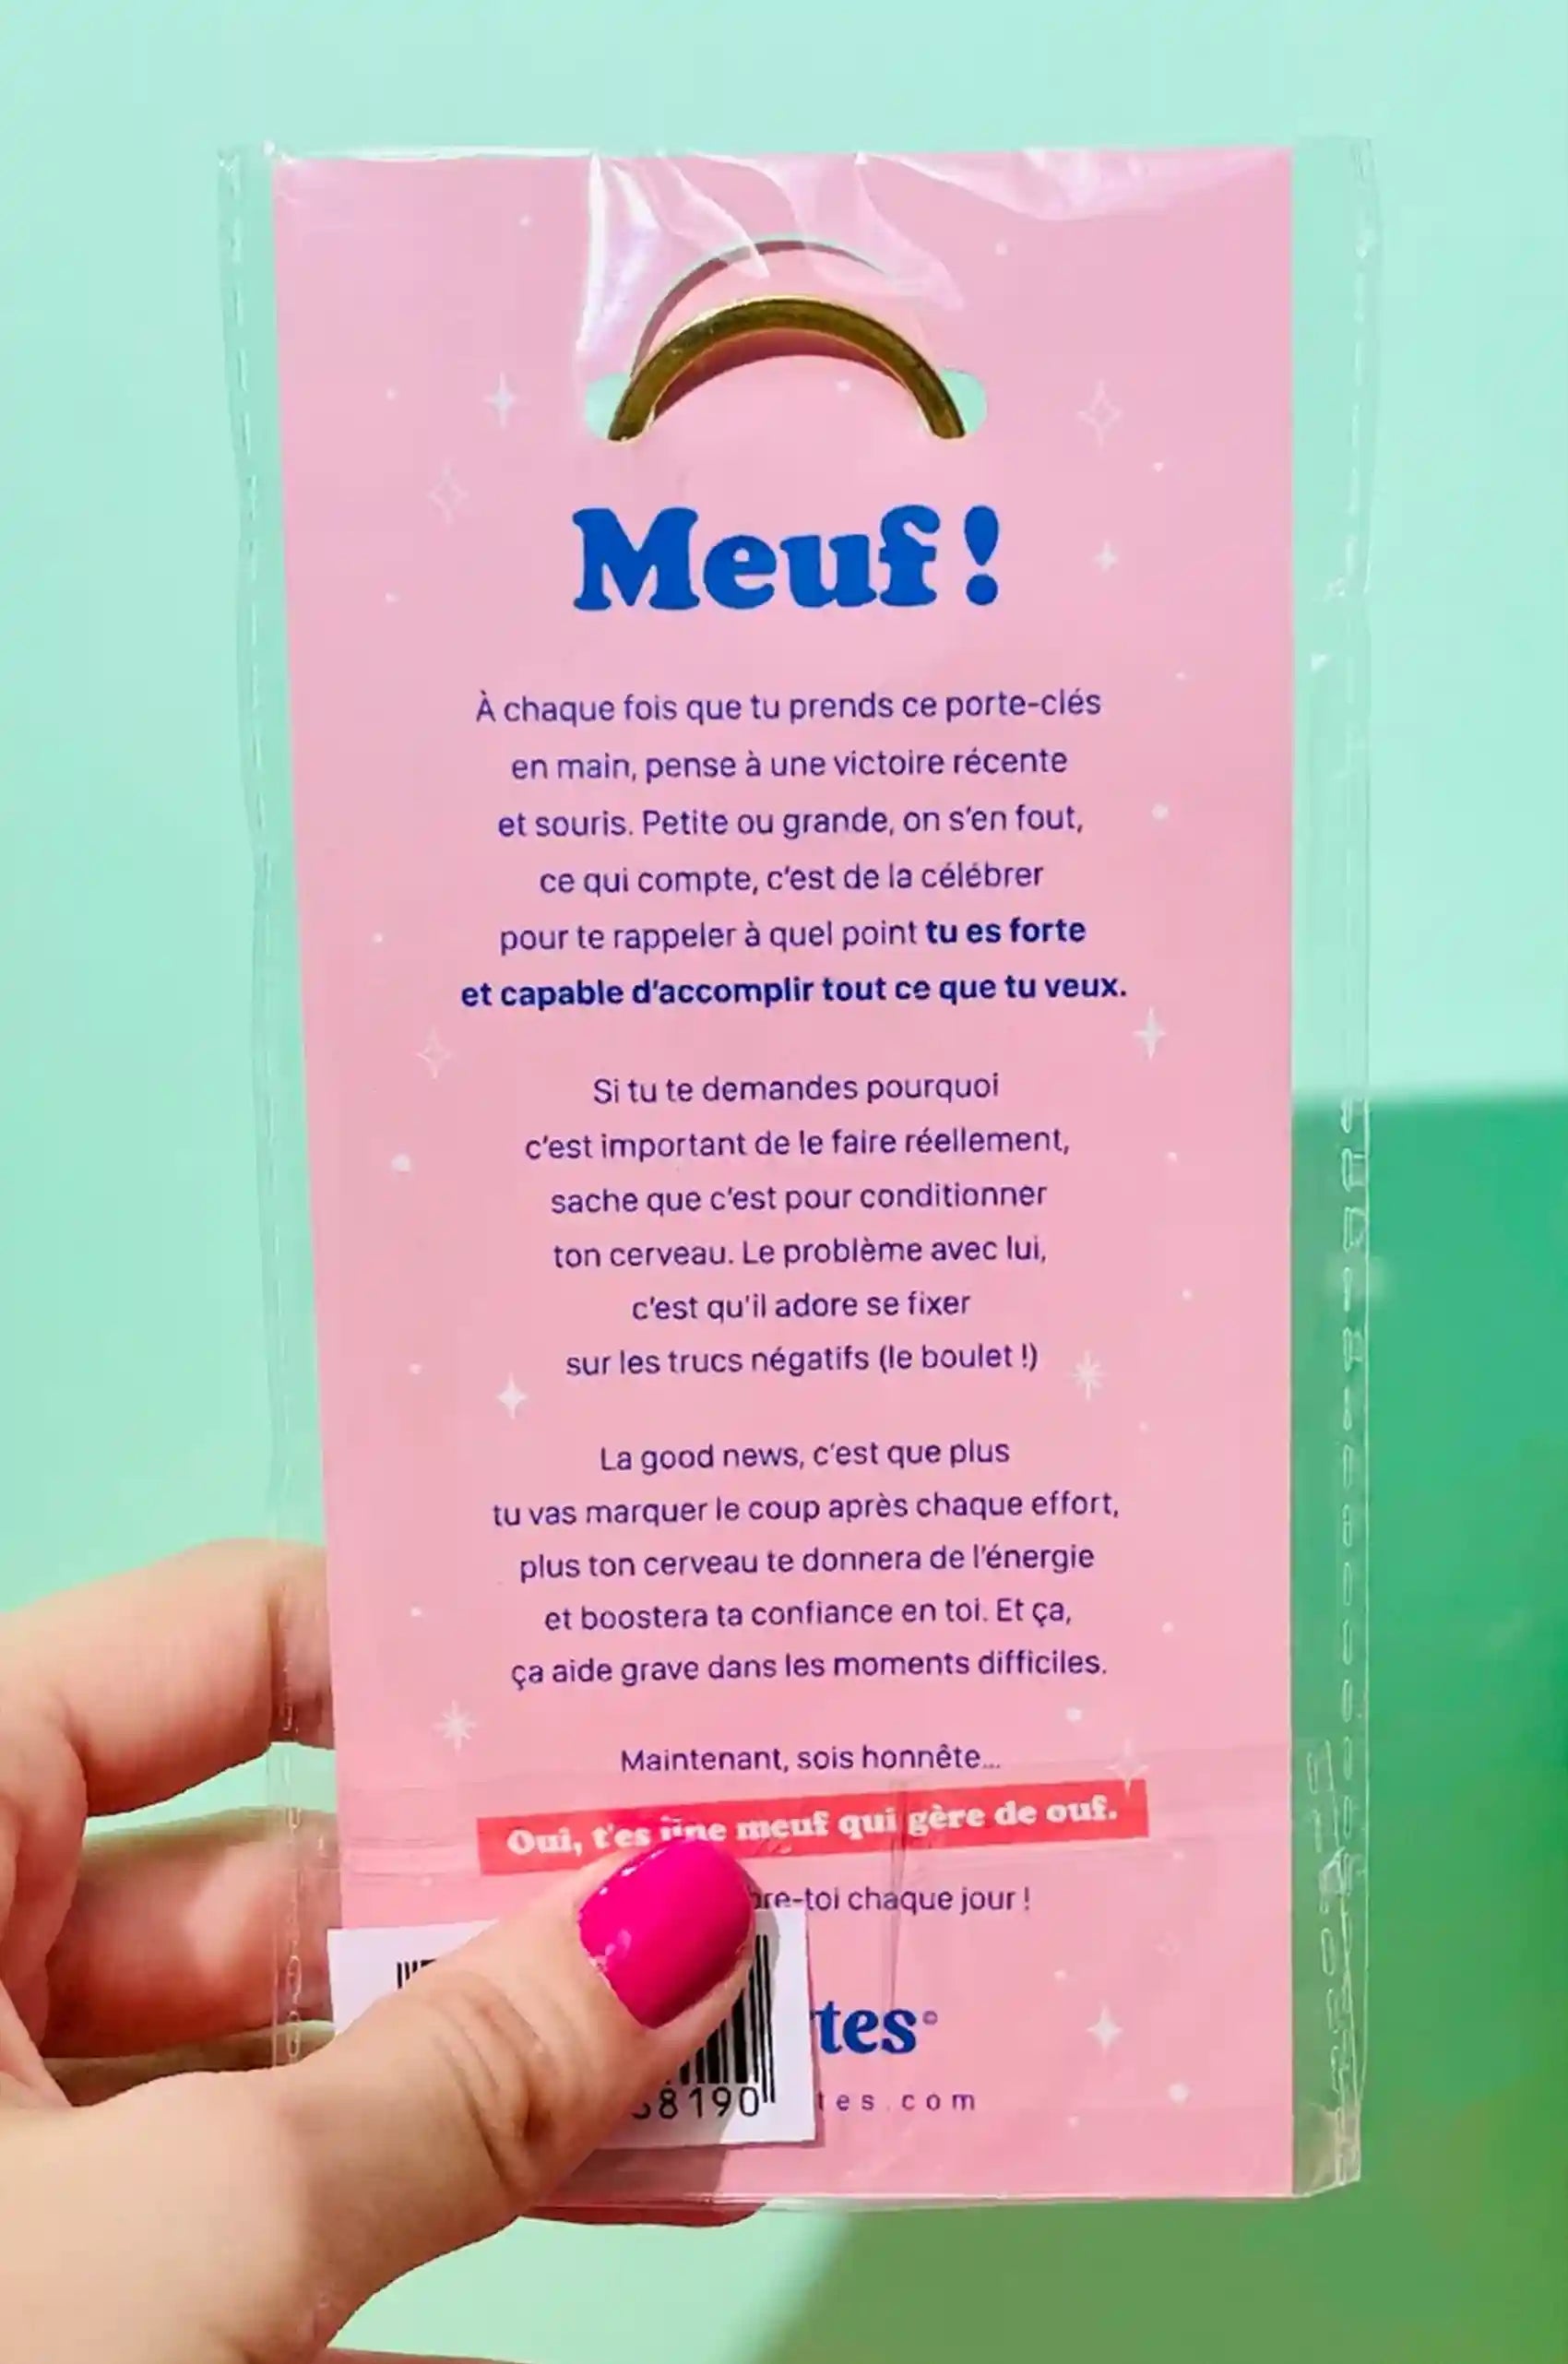 Meuf !
À chaque fois que tu prends ce porte-clés
en main, pense à une victoire récente
et souris. Petite ou grande, on s'en fout,
ce qui compte, c'est de la célébrer
pour te rappeler à quel point tu es forte
et capable d'accomplir tout ce que tu veux.
Si tu te demandes pourquoi
c'est important de le faire réellement,
sache que c'est pour conditionner
ton cerveau. Le problème avec lui,
c'est qu'il adore se fixer
sur les trucs négatifs (le boulet !)
La good news, c'est que plus
tu vas marquer le coup après chaque effort,
plus ton cerveau te donnera de l'énergie
et boostera ta confiance en toi. Et ça,
ça aide grave dans les moments difficiles.
Maintenant, sois honnête...
Oui, t'es une meuf qui gère de ouf.
re-toi chaque jour !
tes©
8190
tes.com